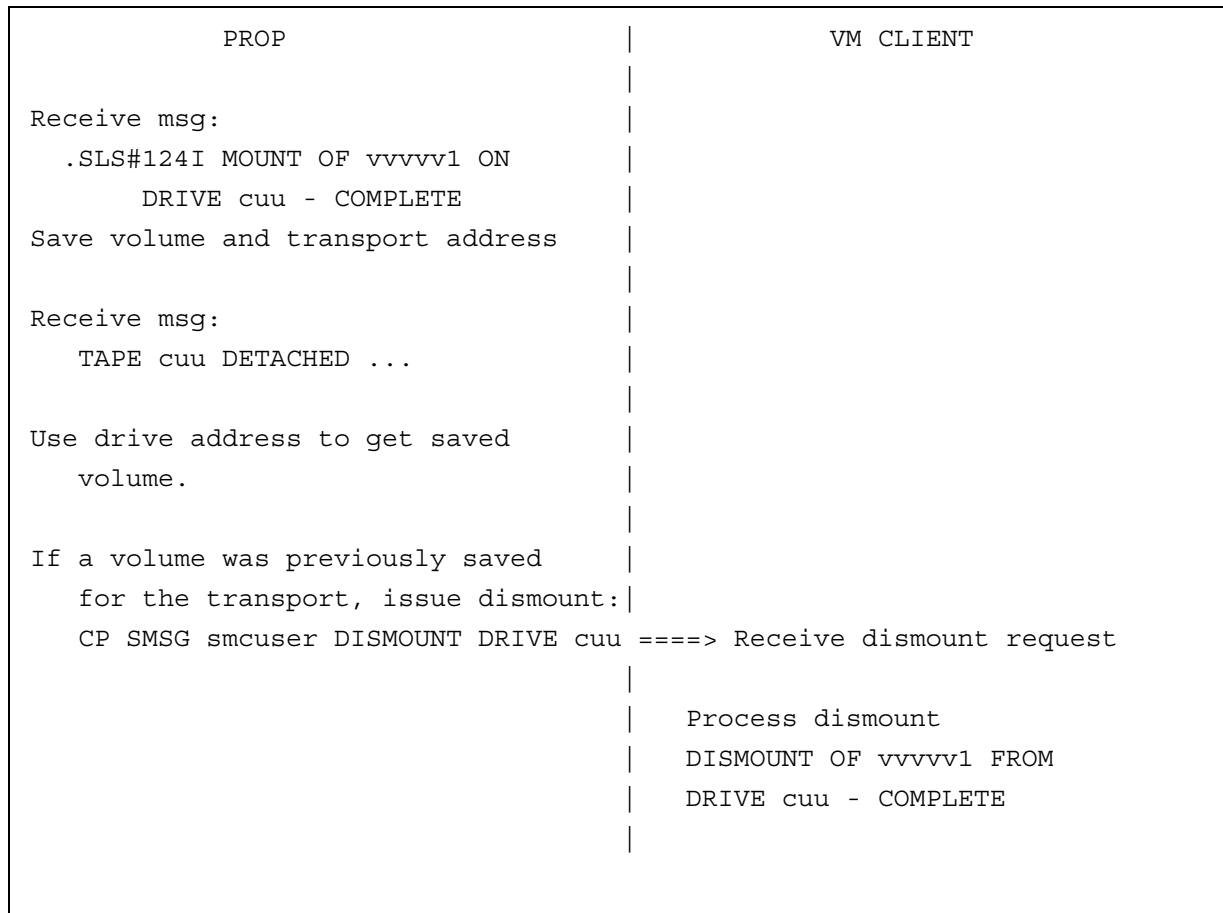 PROP | VM CLIENT
|
Receive msg: |
.SLS#124I MOUNT OF vvvvv1 ON |
DRIVE cuu - COMPLETE |
Save volume and transport address |
|
Receive msg: |
TAPE cuu DETACHED ... |
|
Use drive address to get saved |
volume. |
|
If a volume was previously saved |
for the transport, issue dismount:|
CP SMSG smcuser DISMOUNT DRIVE cuu ====> Receive dismount request
|
| Process dismount
| DISMOUNT OF vvvvv1 FROM
| DRIVE cuu - COMPLETE
|